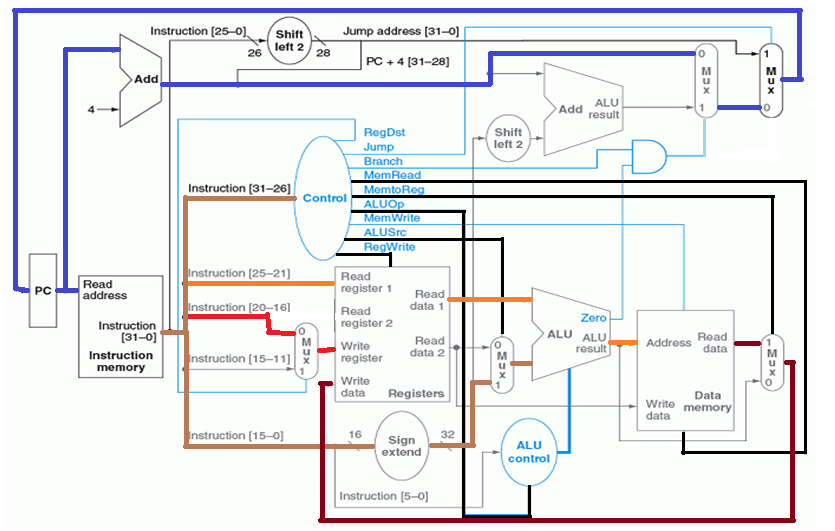 Instruction [25–0]
Shift
left 2
Jump address [31–0]
26
28
PC + 4 [31–28]
Add
4
0
M
u
x
1
1
M
u
x
0
Add
ALU
result
Shift
left 2
RegDst
Jump
Branch
MemRead
MemtoReg
ALUOp
MemWrite
ALUSrc
RegWrite
Control
Instruction [31–26]
PC
Read
address
Instruction
[31–0]
Instruction
memory
Instruction [25–21]
Instruction [20–16]
Instruction [15–11]
0
M
u
x
1
Read
register 1
Read
register 2
Write
register
Write
data
Read
data 1
Read
data 2
Registers
0
M
u
x
1
Zero
ALU
ALU
result
Address
Read
data
Write
data
Data
memory
1
M
u
x
0
Instruction [15–0]
16
Sign
extend
32
ALU
control
Instruction [5–0]